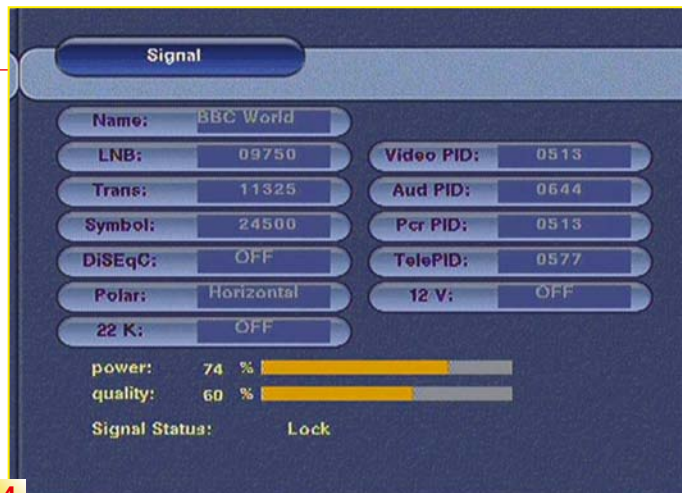 Signal
Name: BBC World
LNB: 09750 Video PID: 0513
Trans: 11325 Aud PID: 0644
Symbol: 24500 Pcr PID: 0513
DiSEqC: OFF TelePID: 0577
Polar: Horizontal 12 V: OFF
22 K: OFF
power: 74 %
quality: 60 %
Signal Status: Lock
4